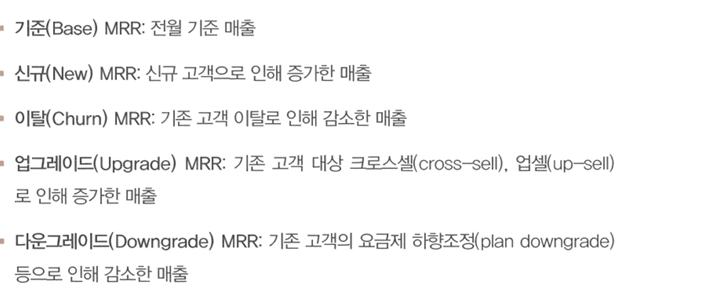 기준(Base) MRR: 전월 기준 매출
신규(New) MRR: 신규 고객으로 인해 증가한 매출
이탈(Churn) MRR: 기존 고객 이탈로 인해 감소한 매출
업그레이드(Upgrade) MRR: 기존 고객 대상 크로스셀(cross-sell), 업셀(up-sell)
로 인해 증가한 매출
다운그레이드(Downgrade) MRR: 기존 고객의 요금제 하향조정(plan downgrade)
등으로 인해 감소한 매출